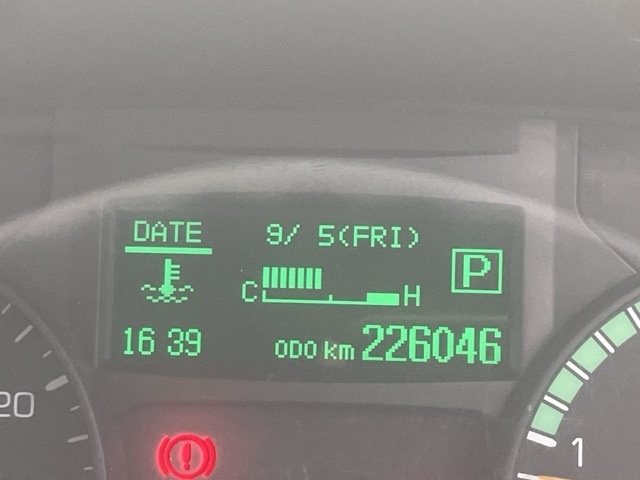 DATE 9/ 5(FRI)
P
C H
16 39 ODO km 226046
20 1